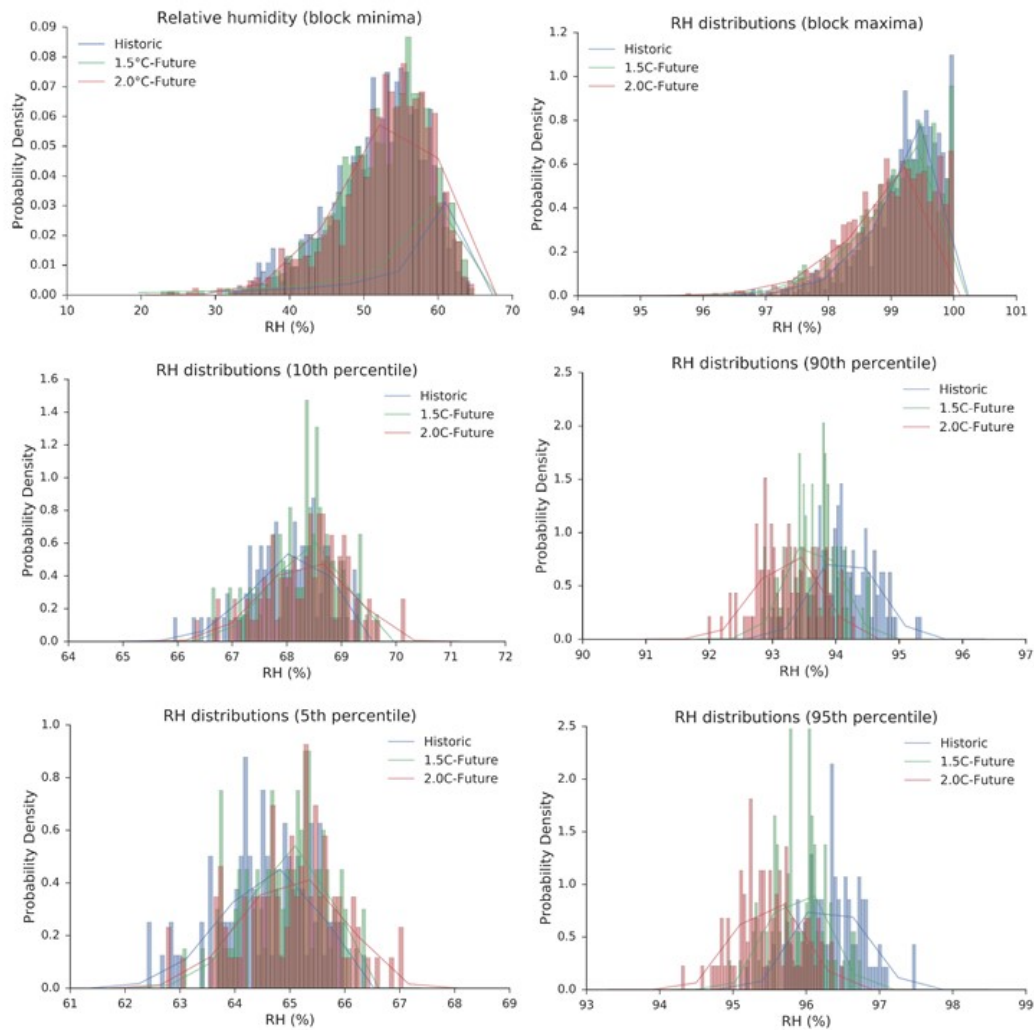 Relative humidity (block minima)
0.09
0.08
0.07
0.06
0.05
0.04
0.03
0.02
0.01
0.00
Probability Density
Historic
1.5°C-Future
2.0°C-Future
10 20 30 40 50 60 70
RH (%)
RH distributions (block maxima)
1.2
1.0
0.8
0.6
0.4
0.2
0.0
Probability Density
Historic
1.5C-Future
2.0C-Future
94 95 96 97 98 99 100 101
RH (%)
RH distributions (10th percentile)
1.6
1.4
1.2
1.0
0.8
0.6
0.4
0.2
0.0
Probability Density
Historic
1.5C-Future
2.0C-Future
64 65 66 67 68 69 70 71 72
RH (%)
RH distributions (90th percentile)
2.5
2.0
1.5
1.0
0.5
0.0
Probability Density
Historic
1.5C-Future
2.0C-Future
90 91 92 93 94 95 96 97
RH (%)
RH distributions (5th percentile)
1.0
0.8
0.6
0.4
0.2
0.0
Probability Density
Historic
1.5C-Future
2.0C-Future
61 62 63 64 65 66 67 68 69
RH (%)
RH distributions (95th percentile)
2.5
2.0
1.5
1.0
0.5
0.0
Probability Density
Historic
1.5C-Future
2.0C-Future
93 94 95 96 97 98 99
RH (%)